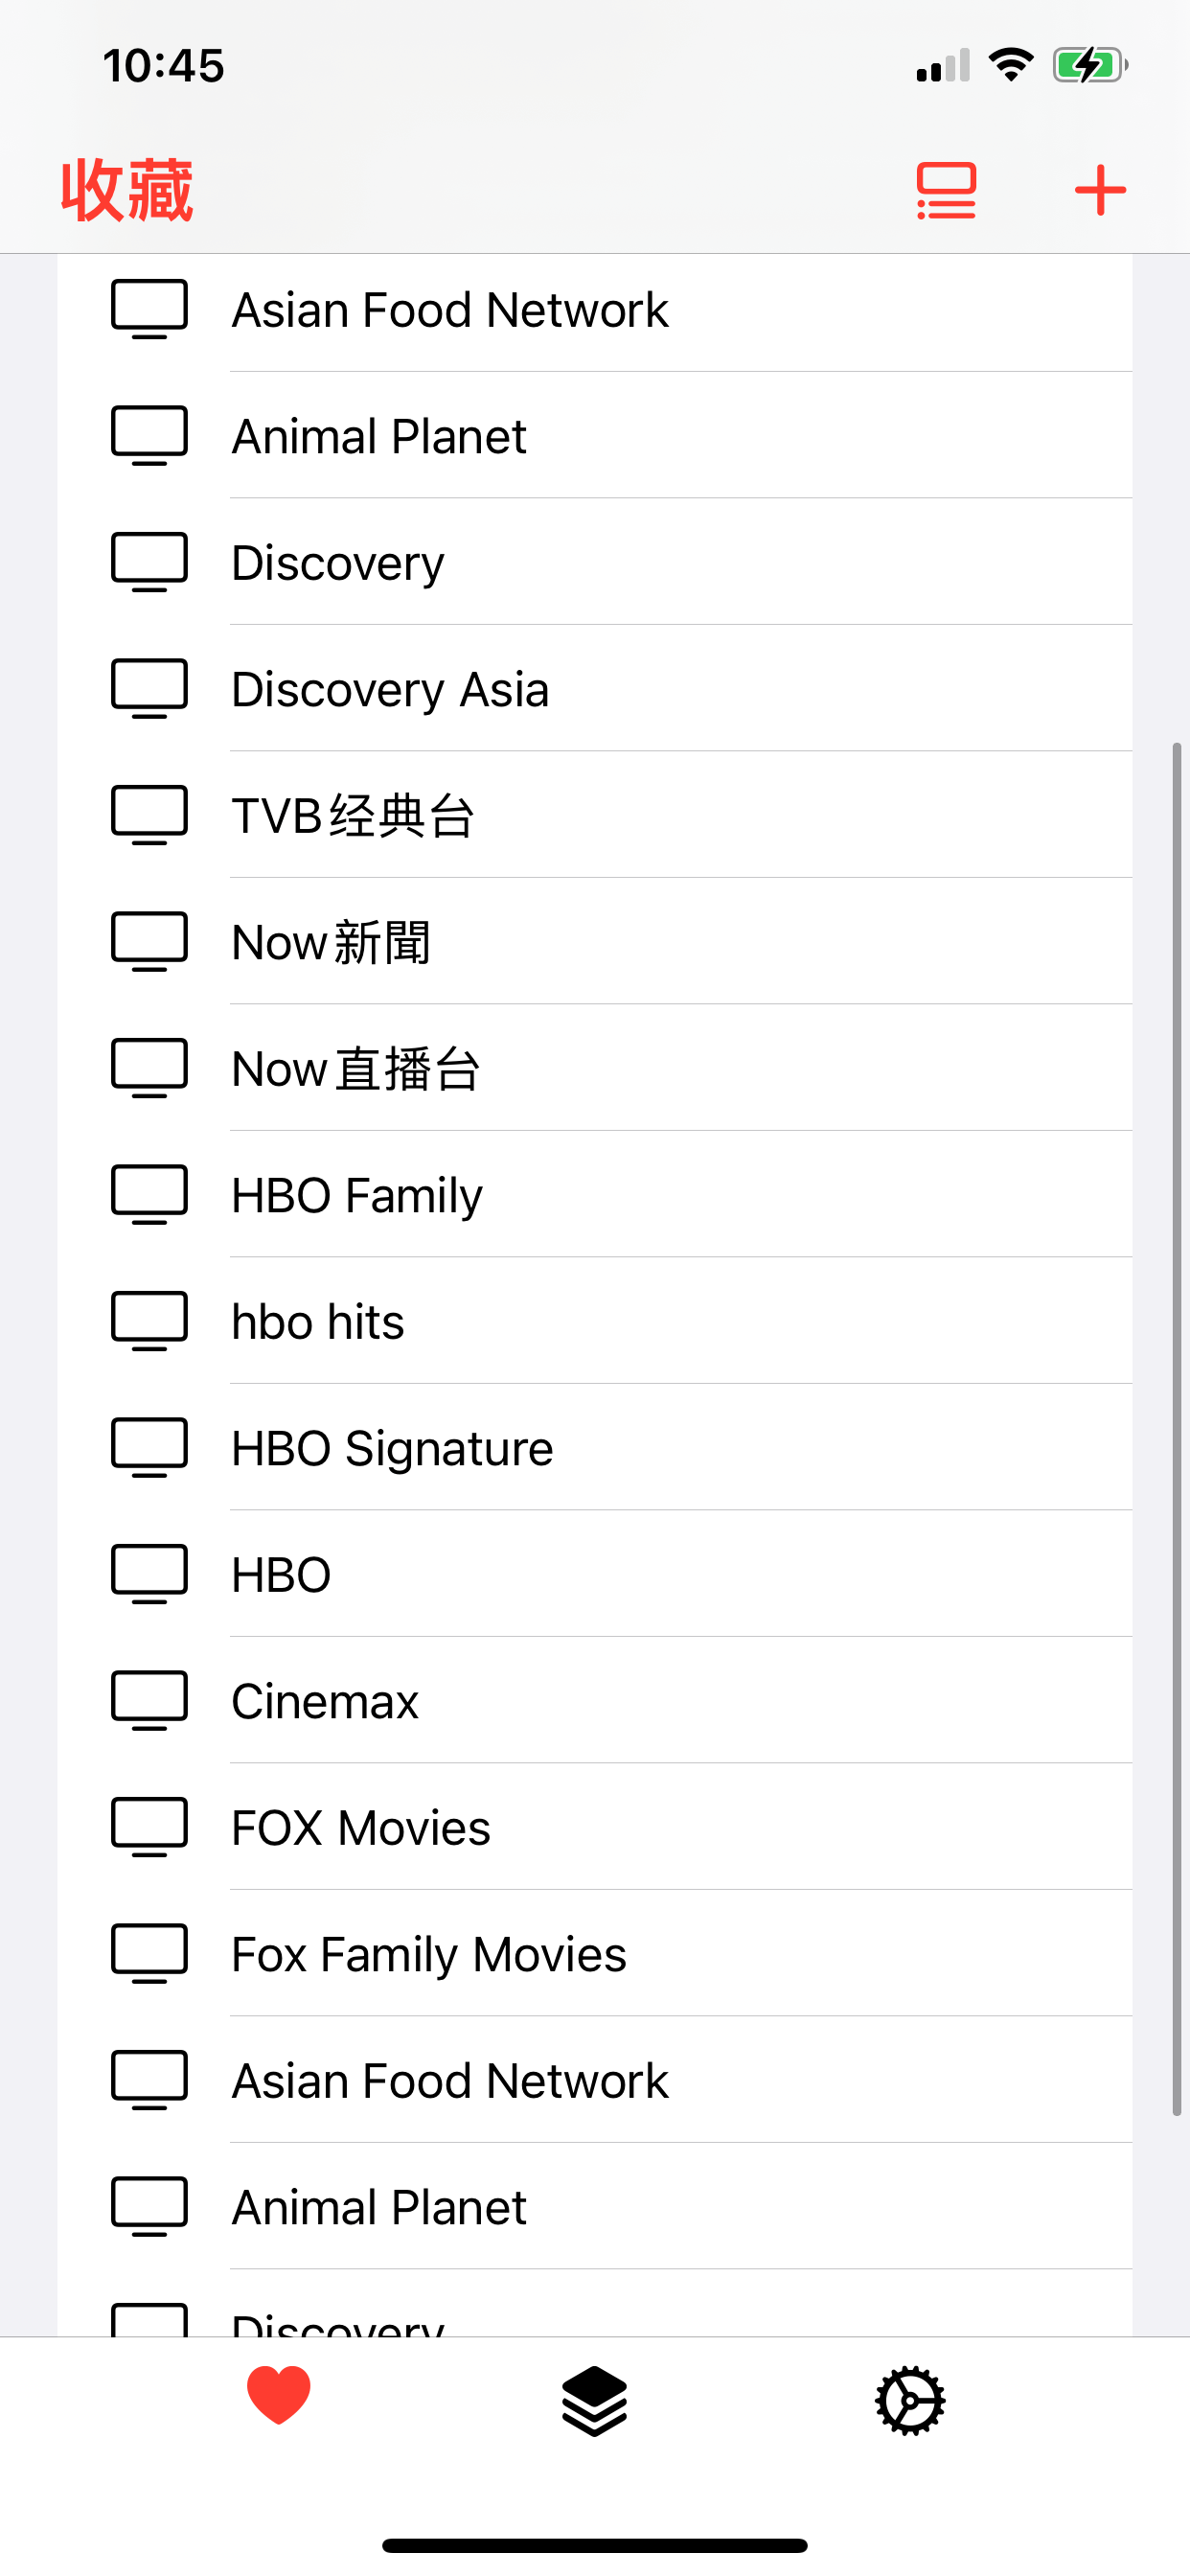 10:45
收藏
Asian Food Network
Animal Planet
Discovery
Discovery Asia
TVB经典台
Now新聞
Now直播台
HBO Family
hbo hits
HBO Signature
HBO
Cinemax
FOX Movies
Fox Family Movies
Asian Food Network
Animal Planet
Discovery